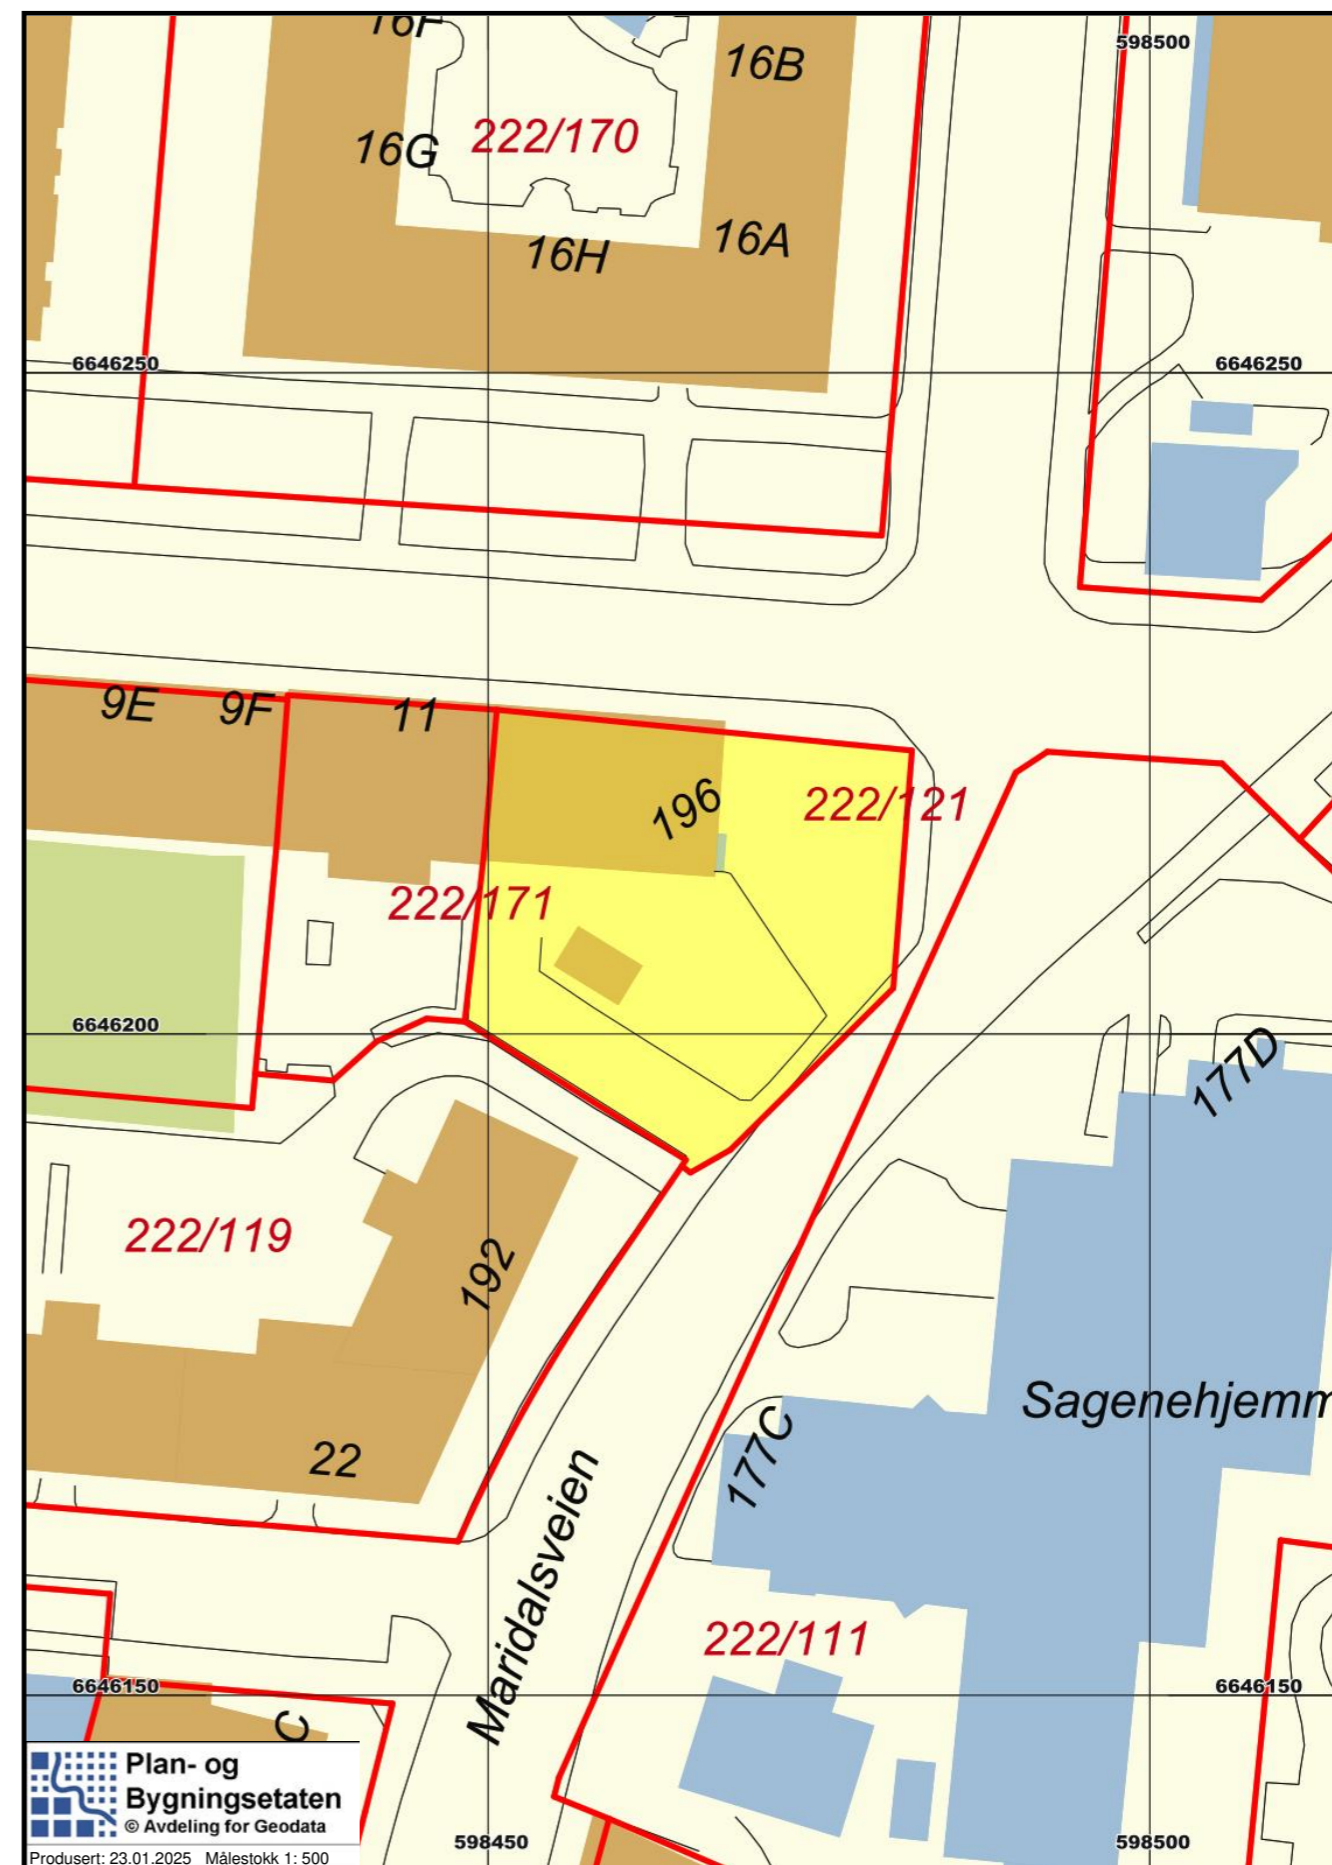 16F
598500
16B
222/170
16G
16A
16H
6646250
6646250
9E
9F
11
196
222/121
222/171
6646200
177D
222/119
192
Sagenehjemm
177C
22
Maridalsveien
222/111
6646150
6646150
C
Plan- og
Bygningsetaten
© Avdeling for Geodata
598450
598500
Produsert: 23.01.2025 Målestokk 1: 500